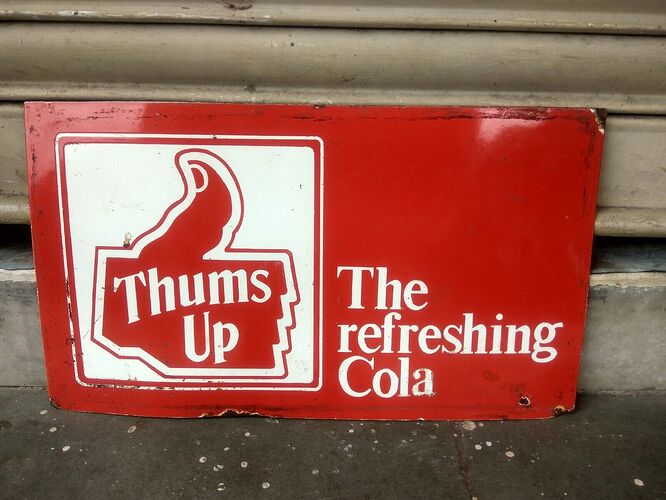 Thums
Up
The
refreshing
Cola